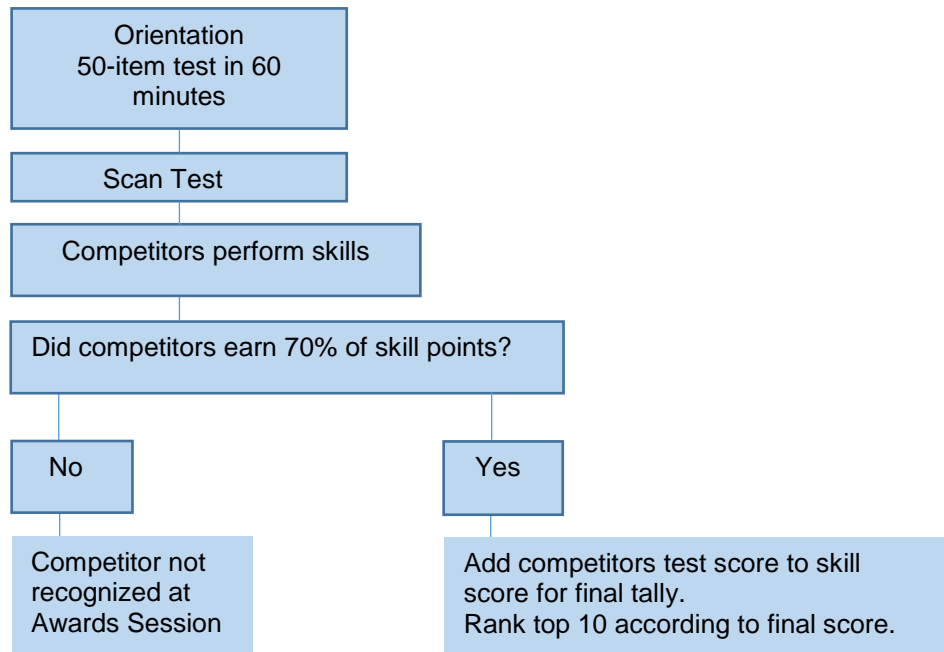 Orientation
50-item test in 60
minutes
Scan Test
Competitors perform skills
Did competitors earn 70% of skill points?
No
Yes
Competitor not
recognized at
Awards Session
Add competitors test score to skill
score for final tally.
Rank top 10 according to final score.